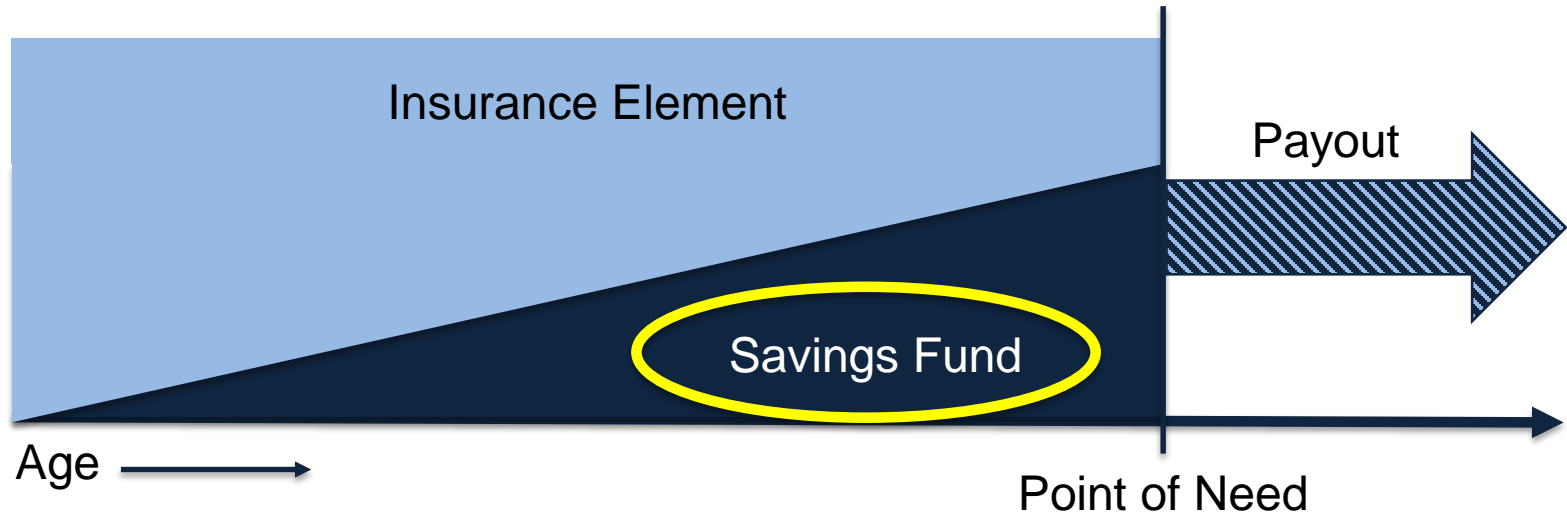 Insurance Element
Payout
Savings Fund
Age
Point of Need